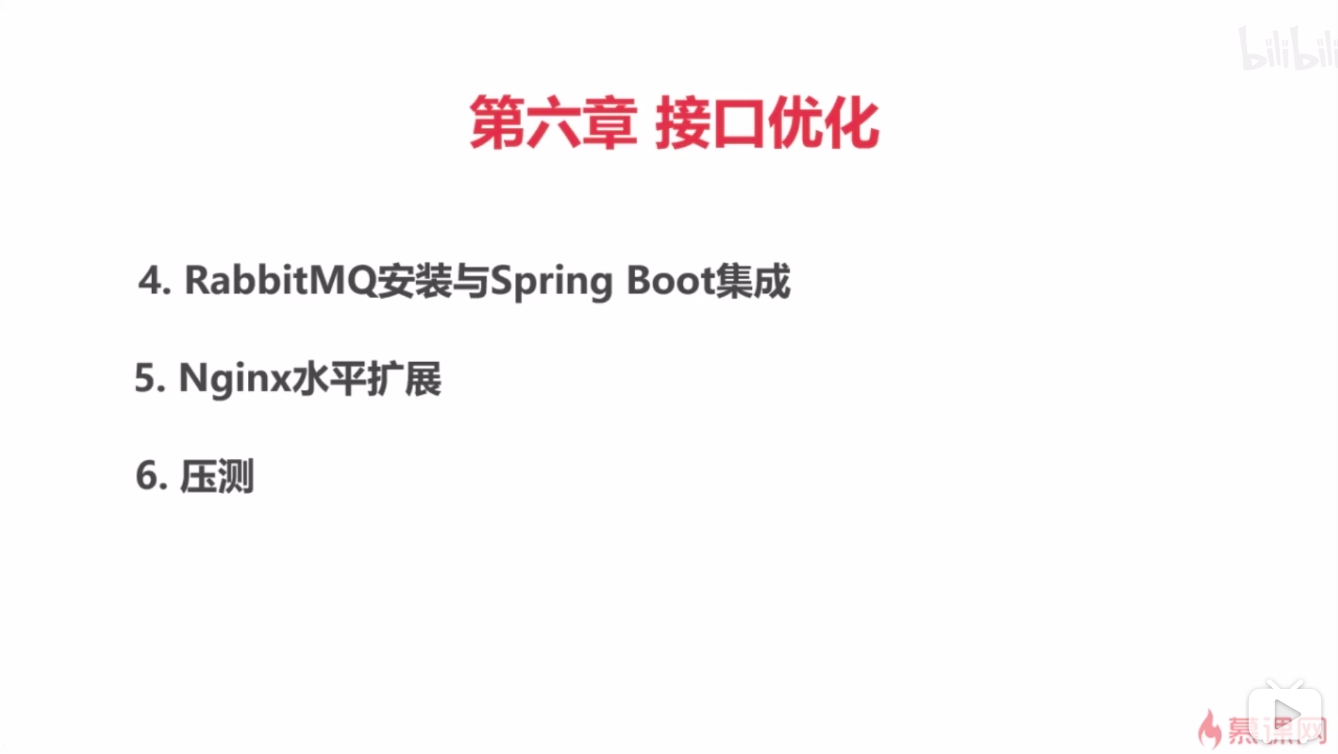 bilibili
第六章 接口优化
4. RabbitMQ安装与Spring Boot集成
5. Nginx水平扩展
6. 压测
慕课网